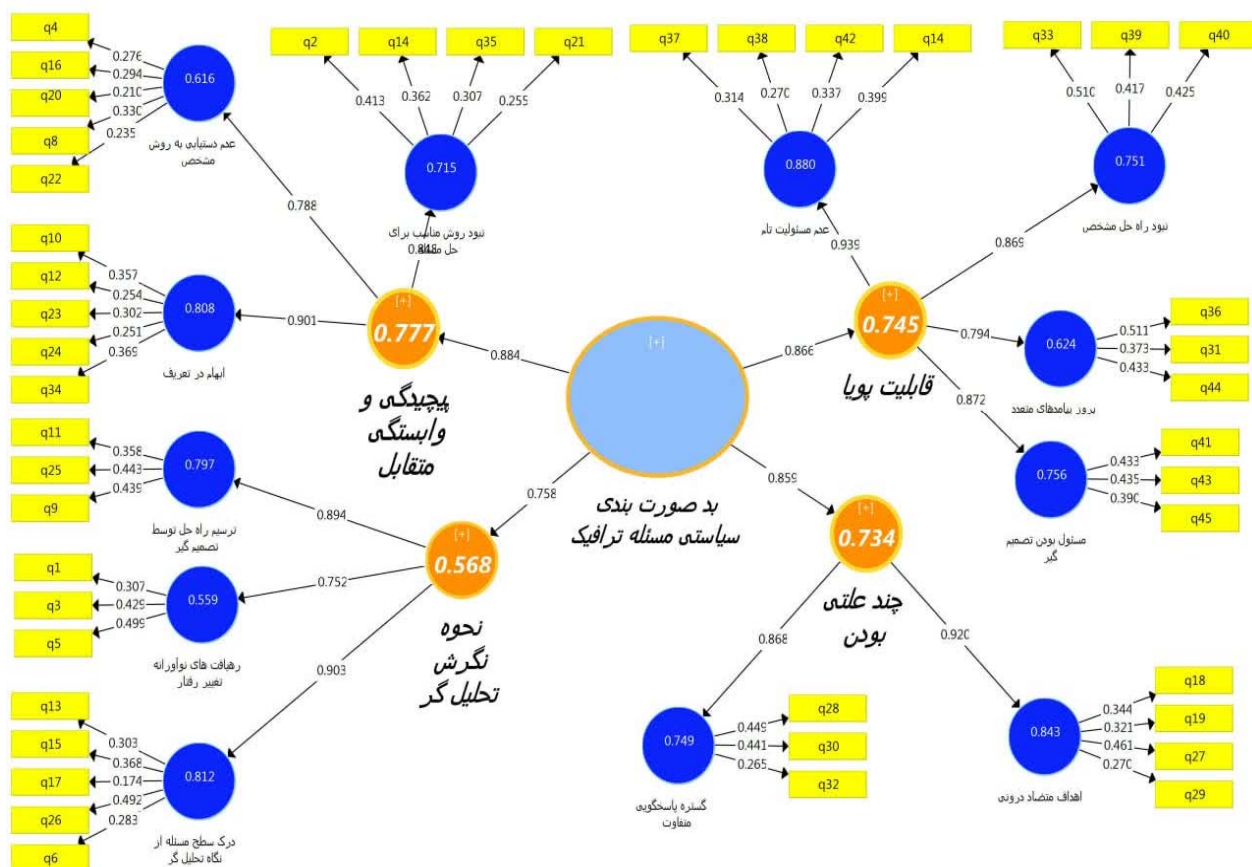 q4
q16
q20
q8
q22
0.276
0.294
0.210
0.330
0.235
0.616
عدم دستیابی به روش
مشخص
q2
q14
q35
q21
0.413
0.362
0.307
0.255
0.715
نبود روش مناسب برای
حل مسئله
q37
q38
q42
q14
0.314
0.270
0.337
0.399
0.880
عدم مسئولیت تام
q33
q39
q40
0.510
0.417
0.425
0.751
نبود راه حل مشخص
0.788
0.939
0.869
q10
q12
q23
q24
q34
0.357
0.254
0.302
0.251
0.369
0.808
ابهام در تعریف
0.901
[+]
0.777
پیچیدگی و
وابستگی
متقابل
0.884
[+]
بد صورت بندی
سیاستی مسئله ترافیک
0.866
[+]
0.745
قابلیت پویا
0.794
0.624
بروز پیامدهای متعدد
0.511
0.373
0.433
q36
q31
q44
0.872
0.756
مسئول بودن تصمیم
گیر
0.433
0.435
0.390
q41
q43
q45
q11
q25
q9
0.358
0.443
0.439
0.797
ترسیم راه حل توسط
تصمیم گیر
0.894
0.758
[+]
0.568
نحوه
نگرش
تحلیل گر
0.859
[+]
0.734
چند علتی
بودن
q1
q3
q5
0.307
0.429
0.499
0.559
رهیافت های نوآورانه
تغییر رفتار
0.752
0.903
0.868
0.920
q13
q15
q17
q26
q6
0.303
0.368
0.174
0.492
0.283
0.812
درک سطح مسئله از
نگاه تحلیل گر
0.749
گستره پاسخگویی
متفاوت
0.449
0.441
0.265
q28
q30
q32
0.843
اهداف متضاد درونی
0.344
0.321
0.461
0.270
q18
q19
q27
q29